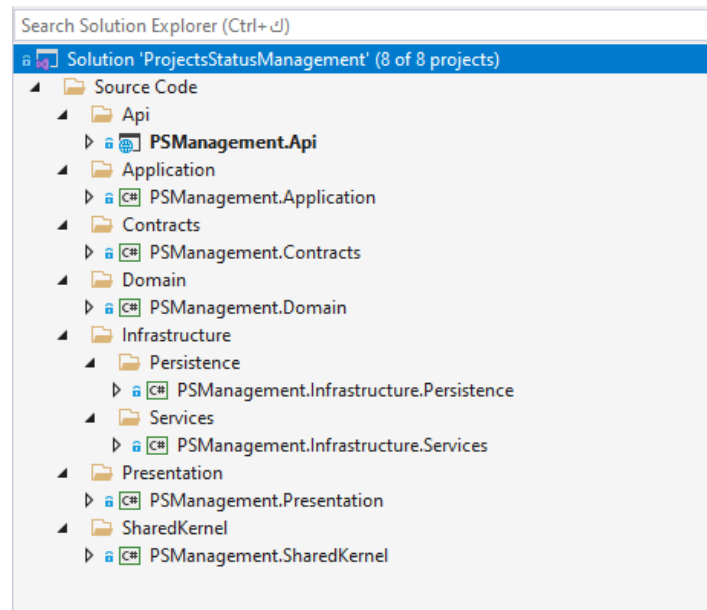 Search Solution Explorer (Ctrl+ك)
Solution 'ProjectsStatusManagement' (8 of 8 projects)
Source Code
Api
PSManagement.Api
Application
C# PSManagement.Application
Contracts
C# PSManagement.Contracts
Domain
C# PSManagement.Domain
Infrastructure
Persistence
C# PSManagement.Infrastructure.Persistence
Services
C# PSManagement.Infrastructure.Services
Presentation
C# PSManagement.Presentation
SharedKernel
C# PSManagement.SharedKernel